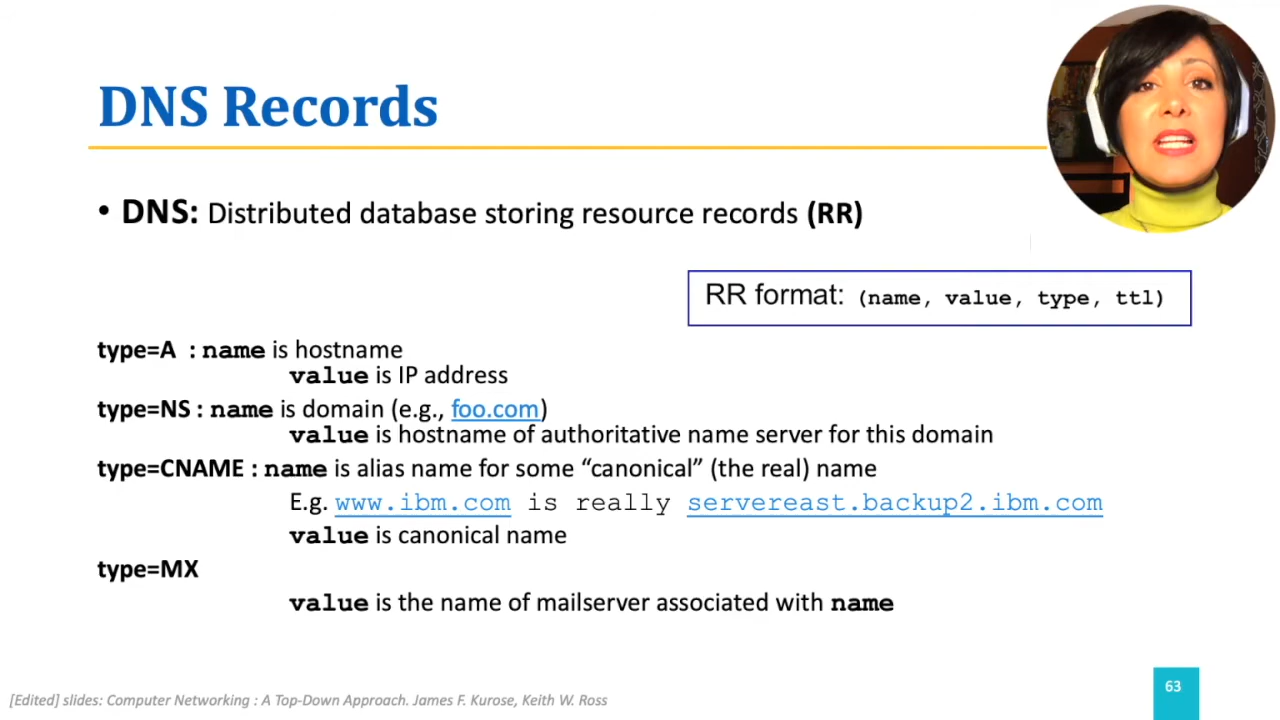 DNS Records
• DNS: Distributed database storing resource records (RR)
RR format: (name, value, type, ttl)
type=A : name is hostname
value is IP address
type=NS : name is domain (e.g., foo.com)
value is hostname of authoritative name server for this domain
type=CNAME : name is alias name for some “canonical” (the real) name
E.g. www.ibm.com is really servereast.backup2.ibm.com
value is canonical name
type=MX
value is the name of mailserver associated with name
[Edited] slides: Computer Networking : A Top-Down Approach. James F. Kurose, Keith W. Ross
63